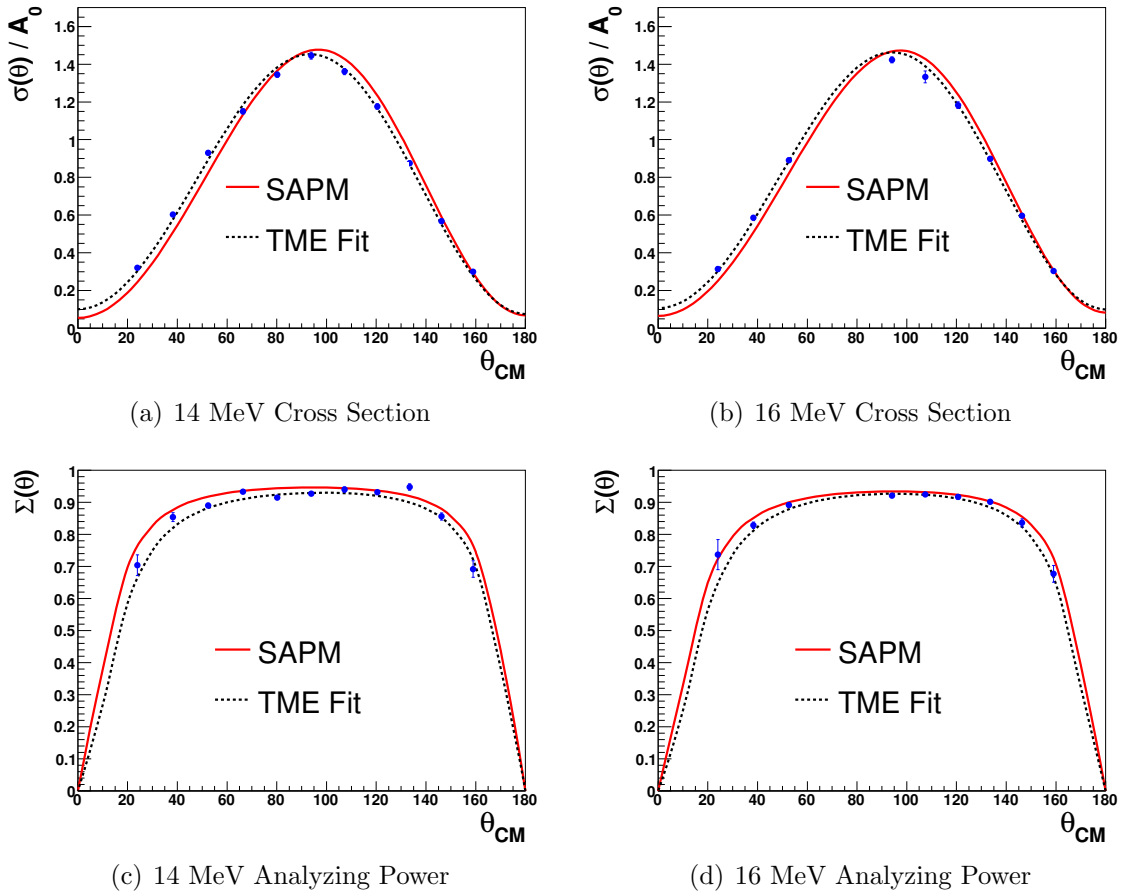 σ(θ) / A0
1.6
1.4
1.2
1
0.8
0.6
0.4
0.2
0
SAPM
TME Fit
0 20 40 60 80 100 120 140 160 180
θCM
(a) 14 MeV Cross Section
σ(θ) / A0
1.6
1.4
1.2
1
0.8
0.6
0.4
0.2
0
SAPM
TME Fit
0 20 40 60 80 100 120 140 160 180
θCM
(b) 16 MeV Cross Section
Σ(θ)
1
0.9
0.8
0.7
0.6
0.5
0.4
0.3
0.2
0.1
0
SAPM
TME Fit
0 20 40 60 80 100 120 140 160 180
θCM
(c) 14 MeV Analyzing Power
Σ(θ)
1
0.9
0.8
0.7
0.6
0.5
0.4
0.3
0.2
0.1
0
SAPM
TME Fit
0 20 40 60 80 100 120 140 160 180
θCM
(d) 16 MeV Analyzing Power